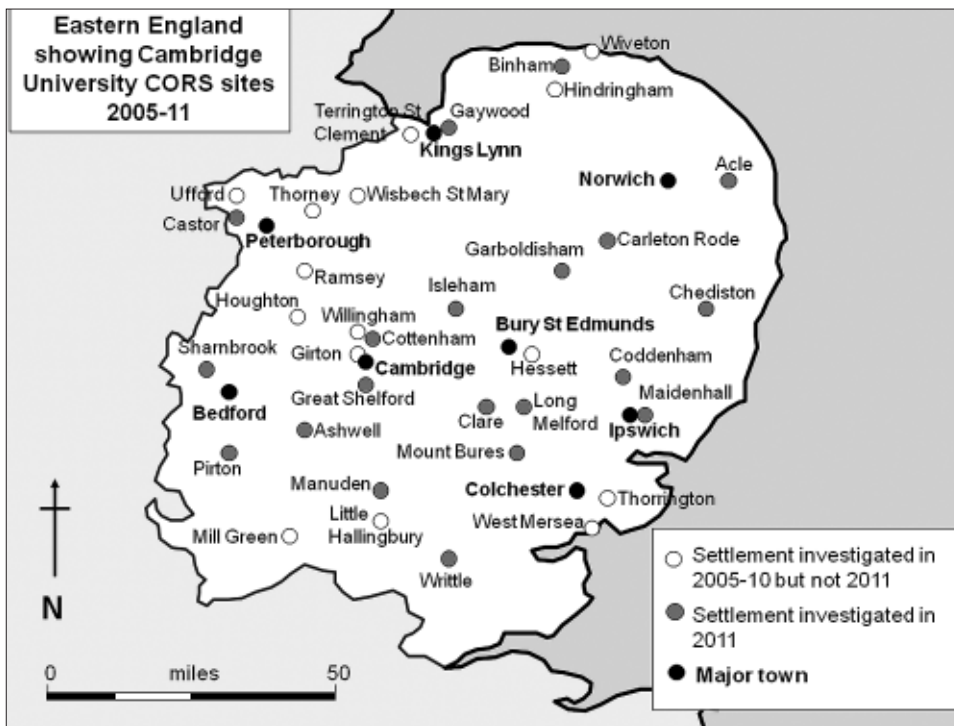 Eastern England
showing Cambridge
University CORS sites
2005-11
Wiveton
Binham
Hindringham
Terrington St
Clement
Gaywood
Kings Lynn
Norwich
Acle
Ufford
Thorney
Wisbech St Mary
Castor
Peterborough
Carleton Rode
Garboldisham
Ramsey
Isleham
Chediston
Houghton
Willingham
Cottenham
Bury St Edmunds
Sharnbrook
Girton
Cambridge
Hessett
Coddenham
Great Shelford
Maidenhall
Bedford
Clare
Long
Melford
Ipswich
Ashwell
Pirton
Mount Bures
Manuden
Colchester
Thorrington
Little
Hallingbury
West Mersea
Mill Green
Writtle
N
0 miles 50
Settlement investigated in
2005-10 but not 2011
Settlement investigated in
2011
Major town